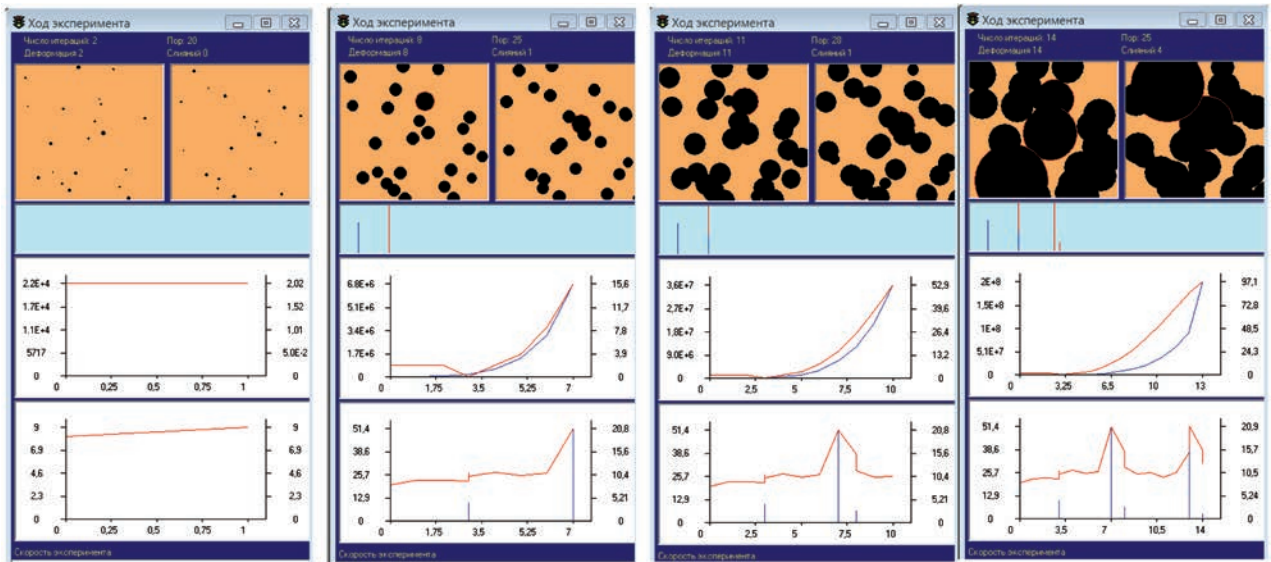 Ход эксперимента
Число итераций: 2 Пор: 20
Деформация 2 Слияний 0
2.2E+4 2,02
1.7E+4 1,52
1.1E+4 1,01
5717 5.0E-2
0 0
0 0,25 0,5 0,75 1
9 9
6,9 6,9
4,6 4,6
2,3 2,3
0 0
0 0,25 0,5 0,75 1
Скорость эксперимента
Ход эксперимента
Число итераций: 8 Пор: 25
Деформация 8 Слияний 1
6.8E+6 15,6
5.1E+6 11,7
3.4E+6 7,8
1.7E+6 3,9
0 0
0 1,75 3,5 5,25 7
51,4 20,8
38,6 15,6
25,7 10,4
12,9 5,21
0 0
0 1,75 3,5 5,25 7
Скорость эксперимента
Ход эксперимента
Число итераций: 11 Пор: 28
Деформация 11 Слияний 1
3,6E+7 52,9
2,7E+7 39,6
1,8E+7 26,4
9,0E+6 13,2
0 0
0 2,5 5 7,5 10
51,4 20,8
38,6 15,6
25,7 10,4
12,9 5,21
0 0
0 2,5 5 7,5 10
Скорость эксперимента
Ход эксперимента
Число итераций: 14 Пор: 25
Деформация 14 Слияний: 4
2E+8 97,1
1.5E+8 72,8
1E+8 48,5
5,1E+7 24,3
0 0
0 3,25 6,5 10 13
51,4 20,9
38,6 15,7
25,7 10,5
12,9 5,24
0 0
0 3,5 7 10,5 14
Скорость эксперимента